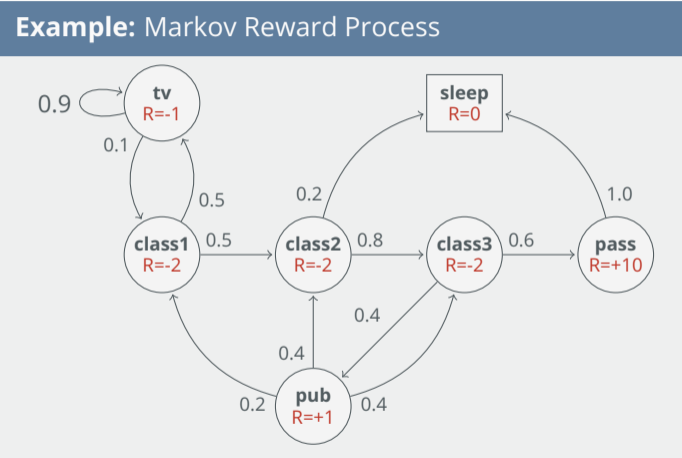 Example: Markov Reward Process
tv
R=-1
0.9
0.1
0.5
sleep
R=0
0.2
1.0
class1
R=-2
0.5
class2
R=-2
0.8
class3
R=-2
0.6
pass
R=+10
0.4
0.4
pub
R=+1
0.2
0.4